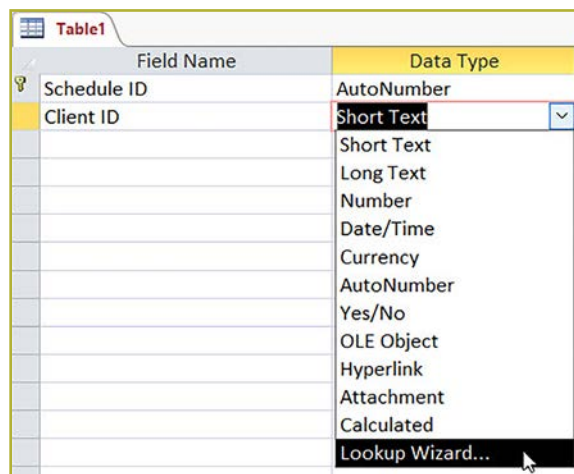 Table1
Field Name Data Type
Schedule ID AutoNumber
Client ID Short Text
Short Text
Long Text
Number
Date/Time
Currency
AutoNumber
Yes/No
OLE Object
Hyperlink
Attachment
Calculated
Lookup Wizard...